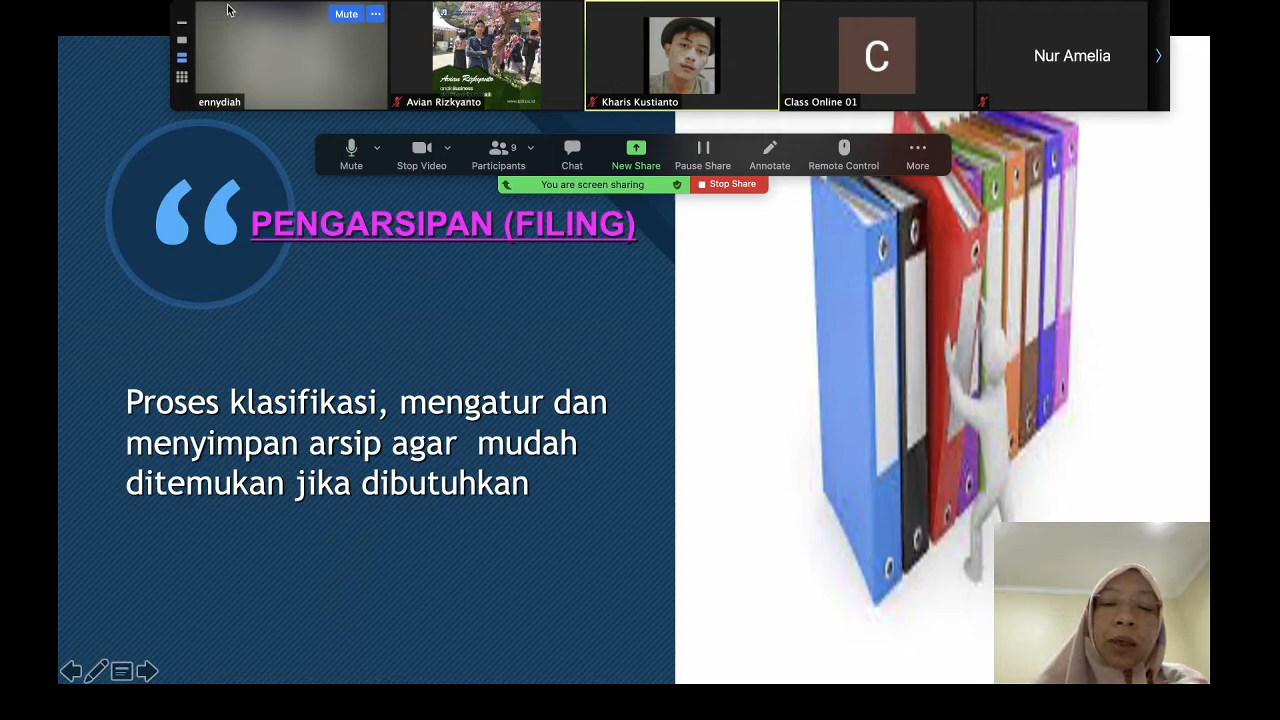 Mute
ennydiah
Avian Rizkyanto
Avian Rizkyanto
Kharis Kustianto
C
Class Online 01
Nur Amelia
Mute
Stop Video
Participants
9
Chat
New Share
Pause Share
Annotate
Remote Control
More
You are screen sharing
Stop Share
“
PENGARSIPAN (FILING)
Proses klasifikasi, mengatur dan
menyimpan arsip agar mudah
ditemukan jika dibutuhkan